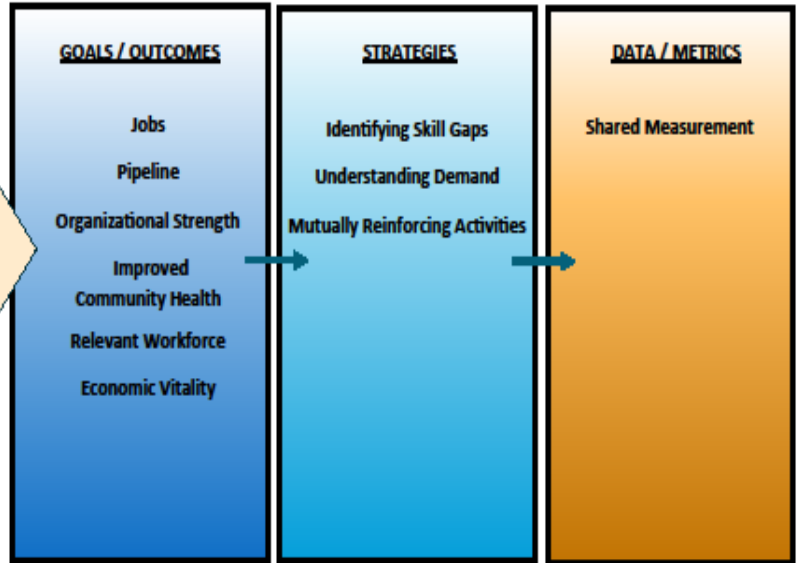 GOALS / OUTCOMES
Jobs
Pipeline
Organizational Strength
Improved
Community Health
Relevant Workforce
Economic Vitality
STRATEGIES
Identifying Skill Gaps
Understanding Demand
Mutually Reinforcing Activities
DATA / METRICS
Shared Measurement